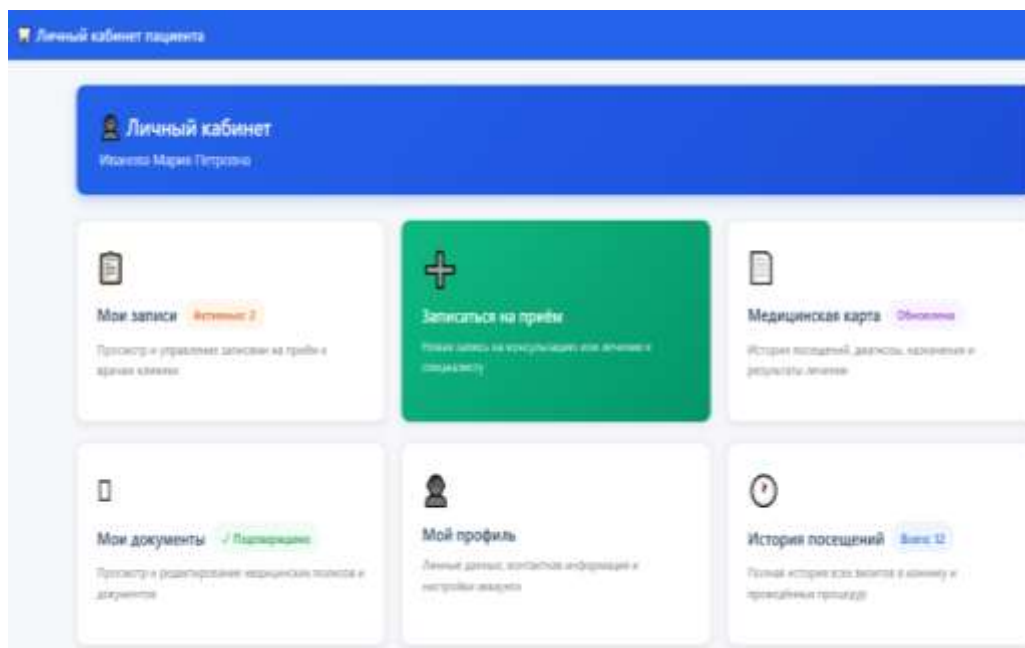 Личный кабинет пациента
Личный кабинет
Иванова Мария Петровна
Мои записи Активных: 2
Просмотр и управление записями на приём к
врачам клиники
Записаться на приём
Новая запись на консультацию или лечение к
специалисту
Медицинская карта Обновлена
История посещений, диагнозы, назначения и
результаты лечения
Мои документы ✓ Подтверждено
Просмотр и редактирование медицинских полисов и
документов
Мой профиль
Личные данные, контактная информация и
настройки аккаунта
История посещений Всего: 12
Полная история всех визитов в клинику и
проведённых процедур